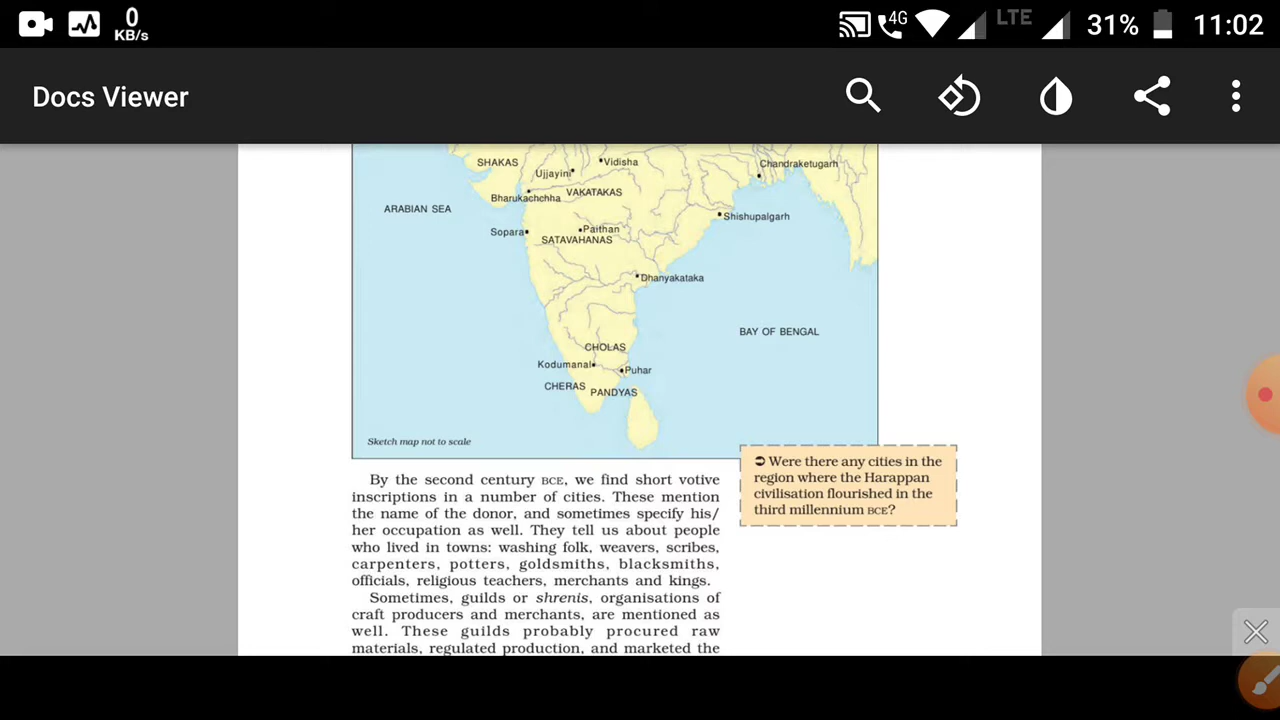 0
KB/s
4G
LTE
31%
11:02
Docs Viewer
SHAKAS
Vidisha
Chandraketugarh
Ujjayini
Bharukachchha
VAKATAKAS
ARABIAN SEA
Shishupalgarh
Sopara
Paithan
SATAVAHANAS
Dhanyakataka
BAY OF BENGAL
CHOLAS
Kodumanal
Puhar
CHERAS
PANDYAS
Sketch map not to scale
➲ Were there any cities in the
region where the Harappan
civilisation flourished in the
third millennium BCE?
By the second century BCE, we find short votive
inscriptions in a number of cities. These mention
the name of the donor, and sometimes specify his/
her occupation as well. They tell us about people
who lived in towns: washing folk, weavers, scribes,
carpenters, potters, goldsmiths, blacksmiths,
officials, religious teachers, merchants and kings.
Sometimes, guilds or shrenis, organisations of
craft producers and merchants, are mentioned as
well. These guilds probably procured raw
materials, regulated production, and marketed the